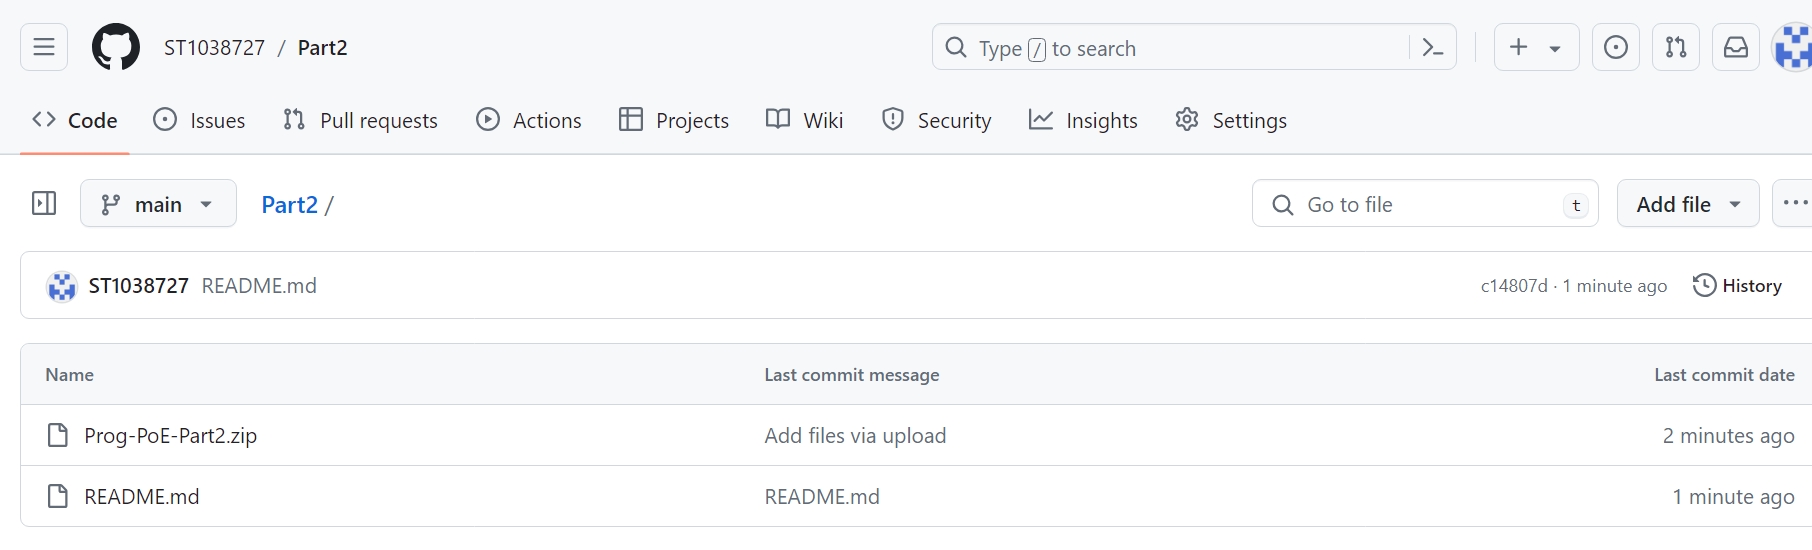 ST1038727 / Part2 Type / to search
Code Issues Pull requests Actions Projects Wiki Security Insights Settings
main Part2 / Go to file t Add file
ST1038727 README.md c14807d · 1 minute ago History
Name Last commit message Last commit date
Prog-PoE-Part2.zip Add files via upload 2 minutes ago
README.md README.md 1 minute ago